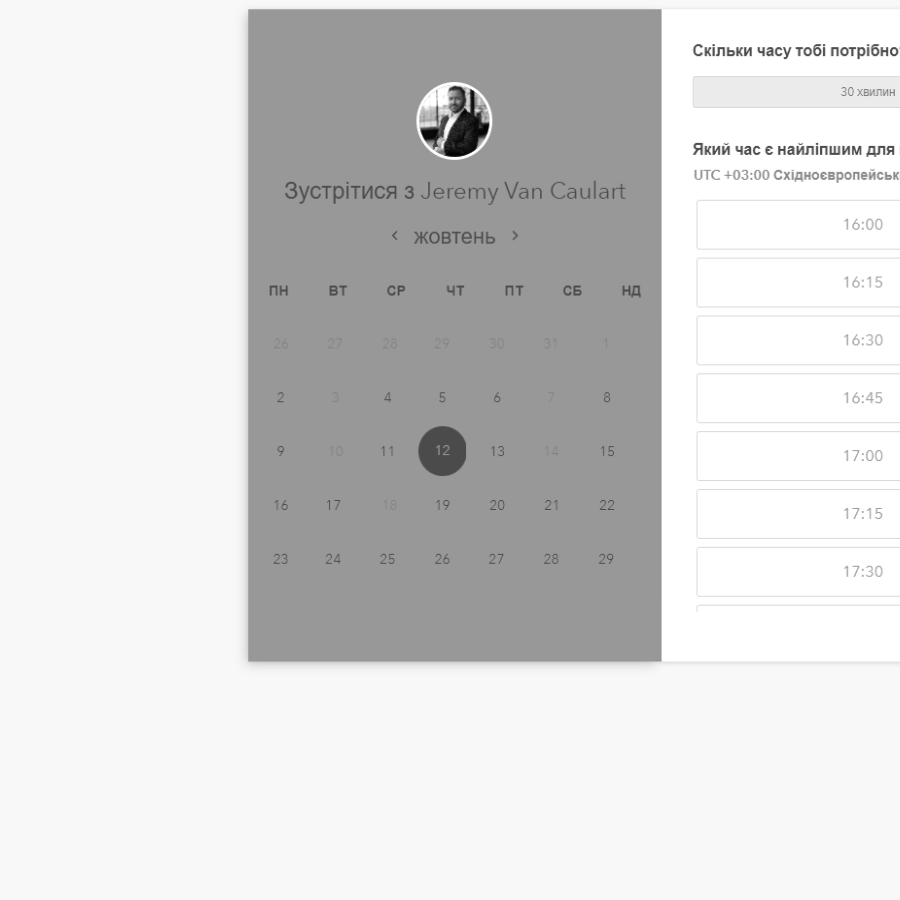 Зустрітися з Jeremy Van Caulart
жовтень
ПН ВТ СР ЧТ ПТ СБ НД
26 27 28 29 30 31 1
2 3 4 5 6 7 8
9 10 11 12 13 14 15
16 17 18 19 20 21 22
23 24 25 26 27 28 29
Скільки часу тобі потрібно
30 хвилин
Який час є найліпшим для
UTC +03:00
16:00
16:15
16:30
16:45
17:00
17:15
17:30